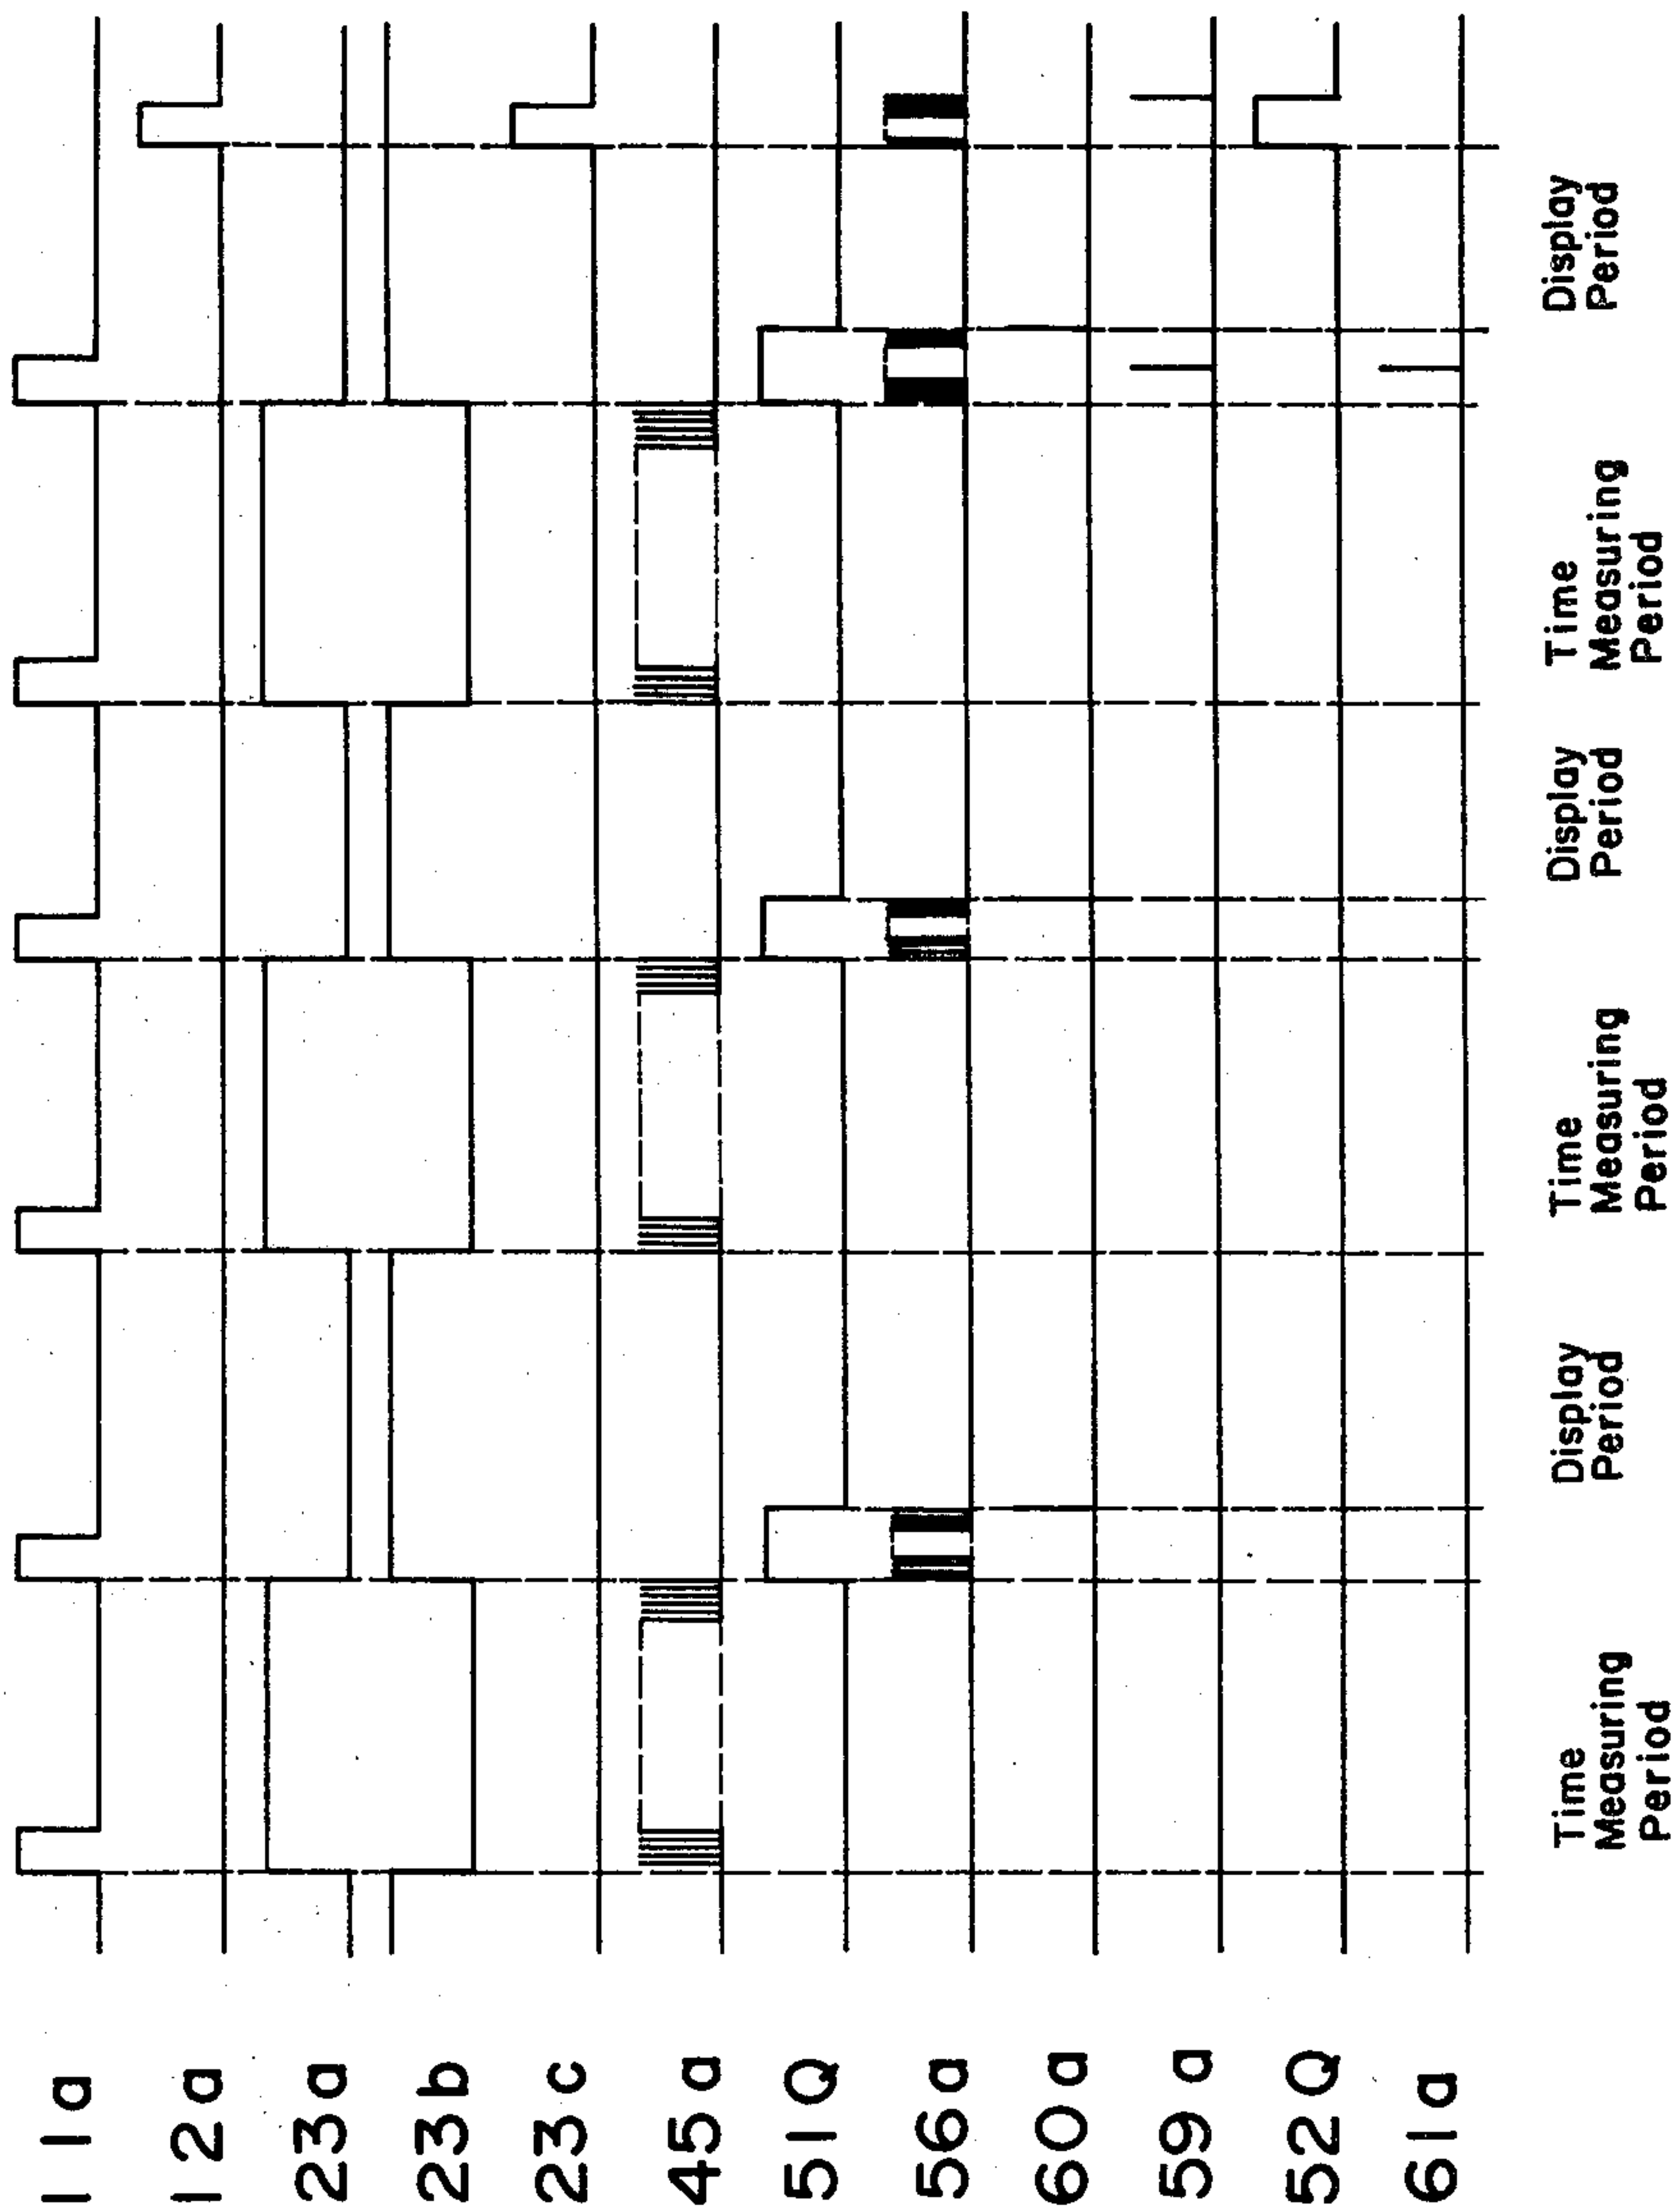 11a
12a
23a
23b
23c
45a
51Q
56a
60a
59a
52Q
61a
Time
Measuring
Period
Display
Period
Time
Measuring
Period
Display
Period
Time
Measuring
Period
Display
Period